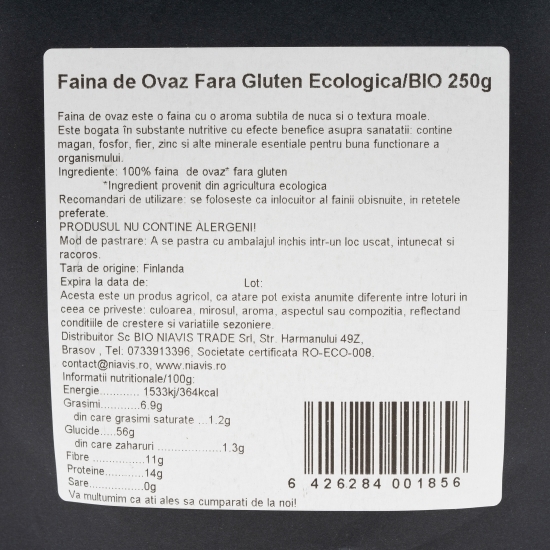 Faina de Ovaz Fara Gluten Ecologica/BIO 250g
Faina de ovaz este o faina cu o aroma subtila de nuca si o textura moale.
Este bogata în substante nutritive cu efecte benefice asupra sanatatii: contine
magan, fosfor, fier, zinc si alte minerale esentiale pentru buna functionare a
organismului.
Ingrediente: 100% faina de ovaz* fara gluten
*Ingredient provenit din agricultura ecologica
Recomandari de utilizare: se foloseste ca inlocuitor al fainii obisnuite, in retetele
preferate.
PRODUSUL NU CONTINE ALERGENI!
Mod de pastrare: A se pastra cu ambalajul inchis intr-un loc uscat, intunecat si
racoros.
Tara de origine: Finlanda
Expira la data de: Lot:
Acesta este un produs agricol, ca atare pot exista anumite diferente intre loturi in
ceea ce priveste: culoarea, mirosul, aroma, aspectul sau compozitia, reflectand
conditiile de crestere si variatiile sezoniere.
Distribuitor Sc BIO NIAVIS TRADE Srl, Str. Harmanului 49Z,
Brasov , Tel: 0733913396, Societate certificata RO-ECO-008.
contact@niavis.ro, www.niavis.ro
Informatii nutritionale/100g:
Energie............ 1533kj/364kcal
Grasimi............6.9g
din care grasimi saturate ...1.2g
Glucide.....56g
din care zaharuri ................1.3g
Fibre ................11g
Proteine............14g
Sare.................0g
Va multumim ca ati ales sa cumparati de la noi!
6 426284 001856